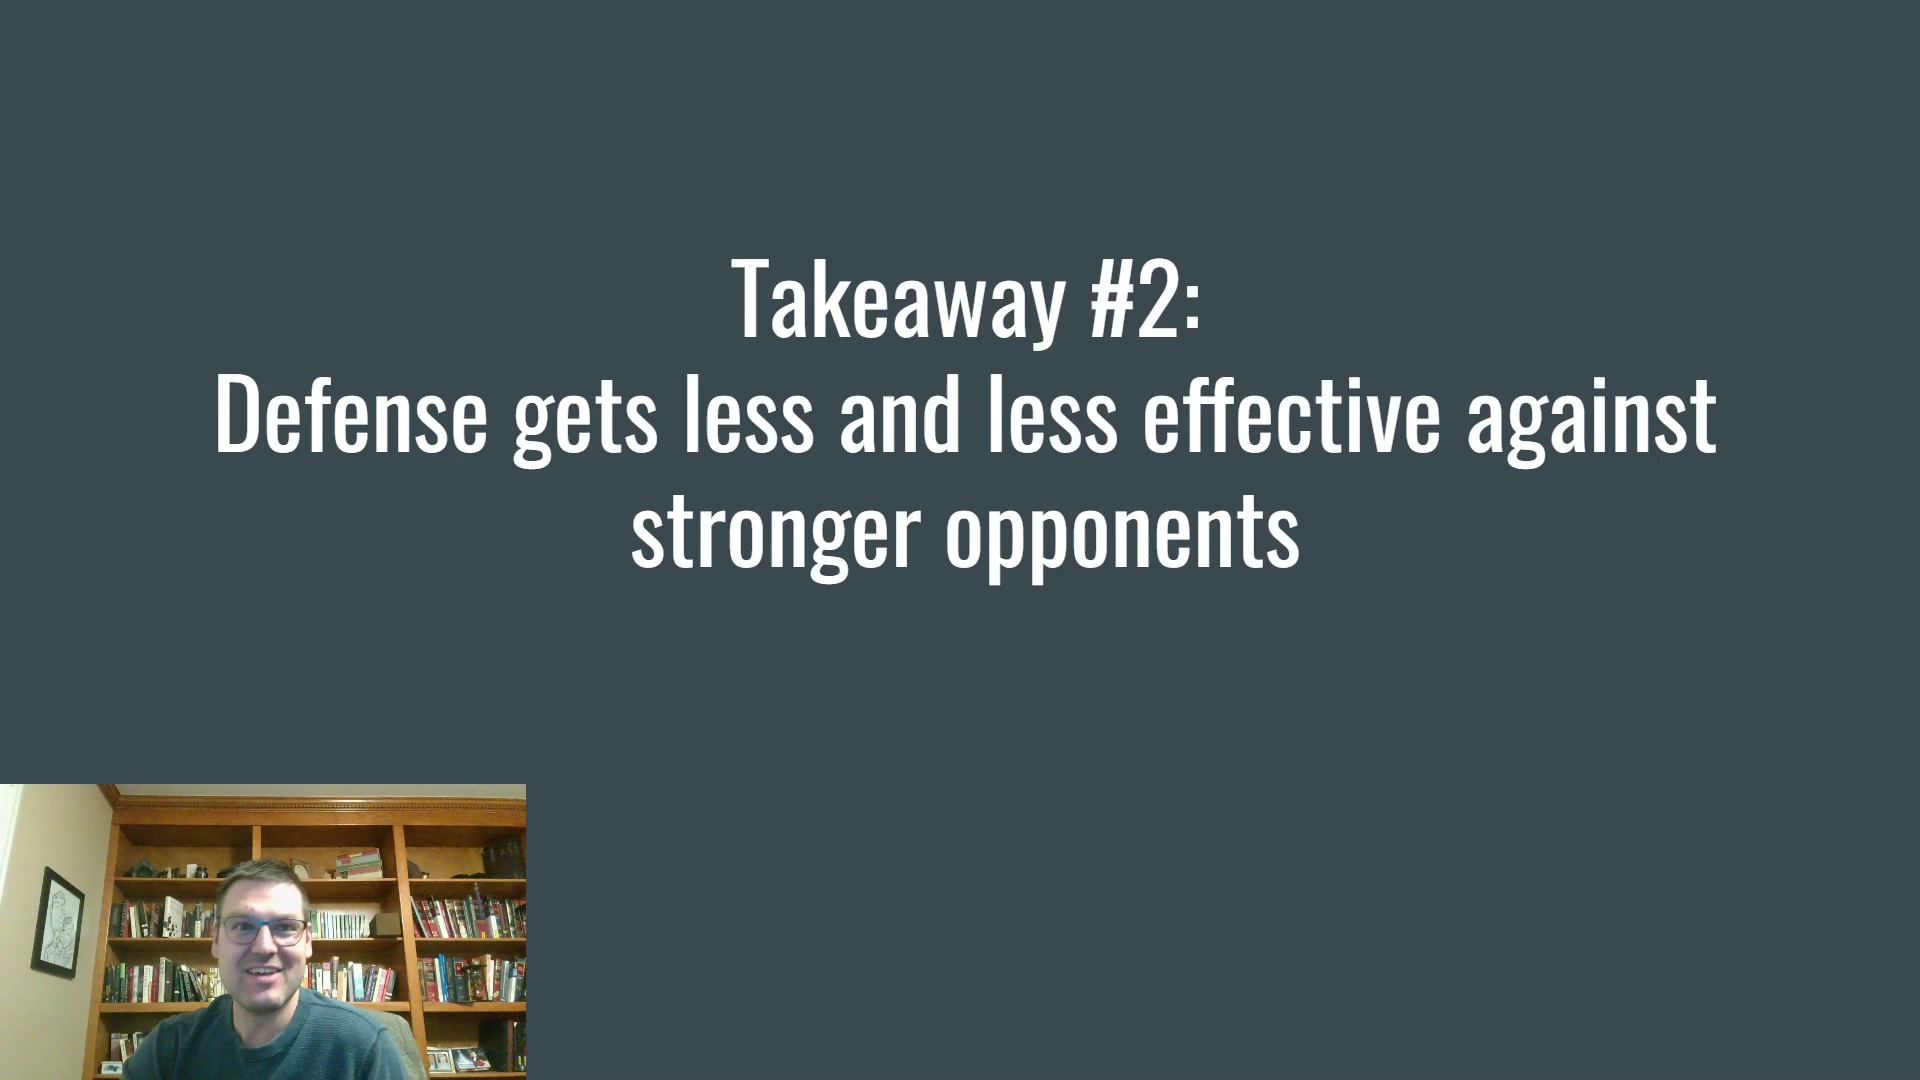 Takeaway #2:
Defense gets less and less effective against
stronger opponents